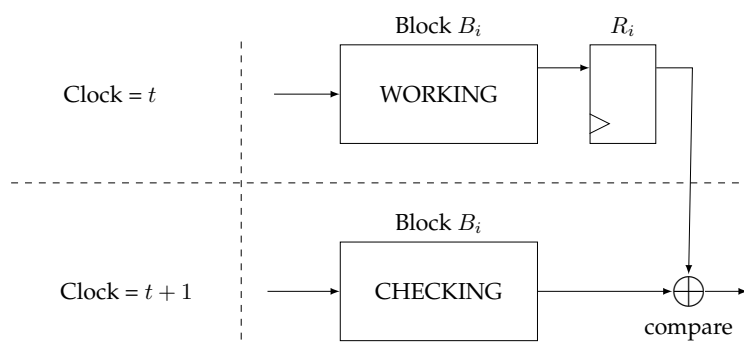 Block $B_i$
$R_i$
Clock = $t$
WORKING
Block $B_i$
Clock = $t + 1$
CHECKING
compare